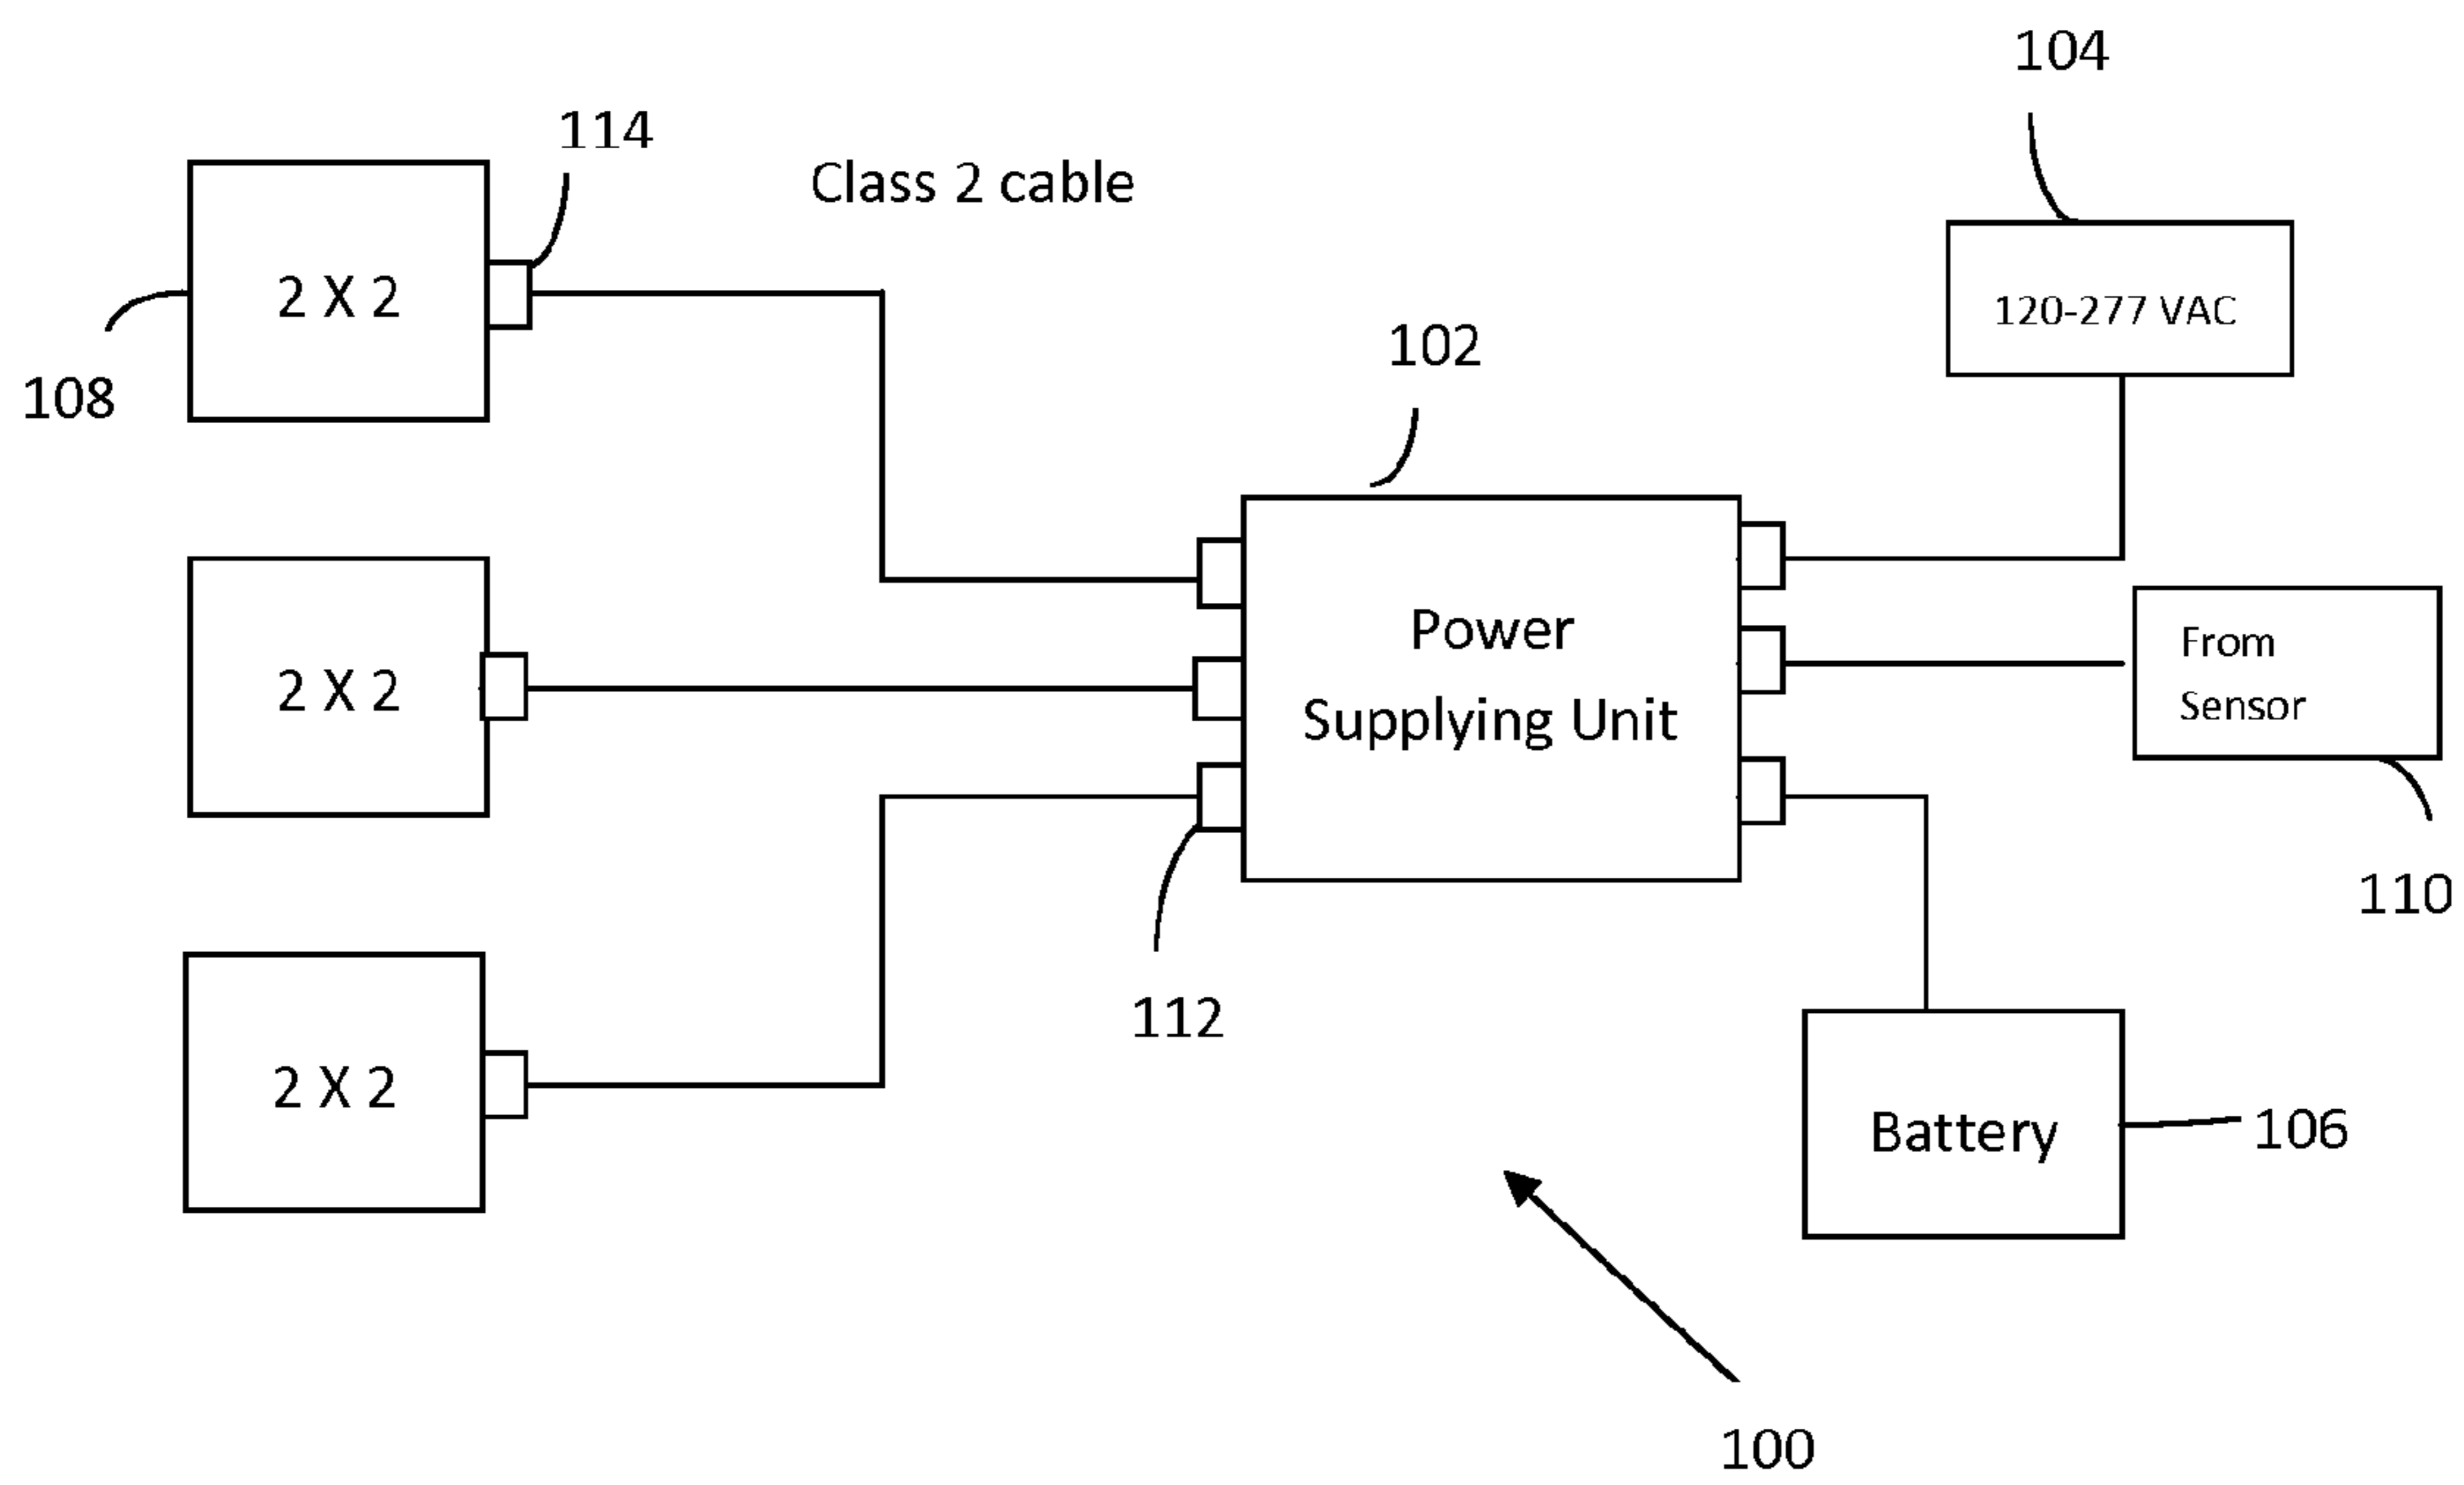 104
114
Class 2 cable
2 X 2
120-277 VAC
102
108
Power
Supplying Unit
From
Sensor
2 X 2
110
112
2 X 2
Battery
106
100